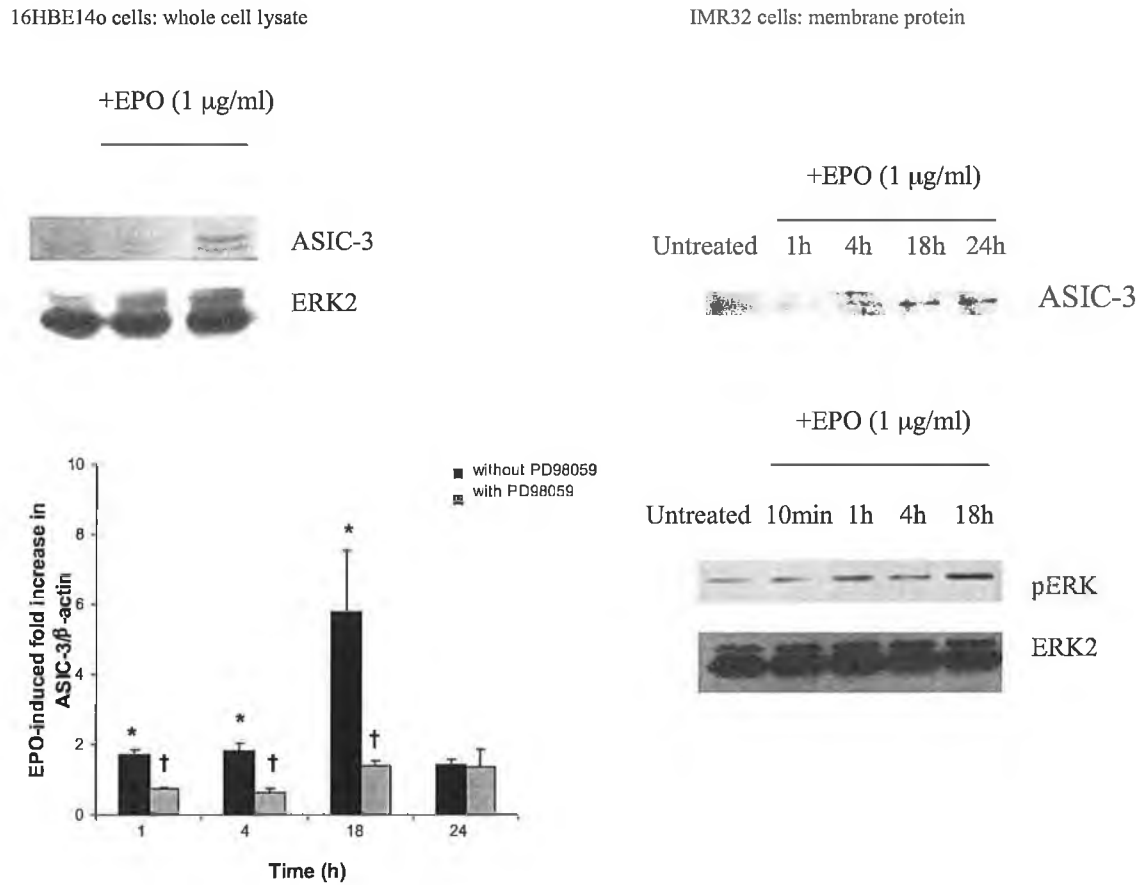 16HBE14o cells: whole cell lysate
IMR32 cells: membrane protein
+EPO (1 µg/ml)
ASIC-3
ERK2
+EPO (1 µg/ml)
Untreated 1h 4h 18h 24h
ASIC-3
+EPO (1 µg/ml)
Untreated 10min 1h 4h 18h
pERK
ERK2
EPO-induced fold increase in
ASIC-3/β-actin
10
8
6
4
2
0
without PD98059
with PD98059
*
†
*
†
*
†
1 4 18 24
Time (h)